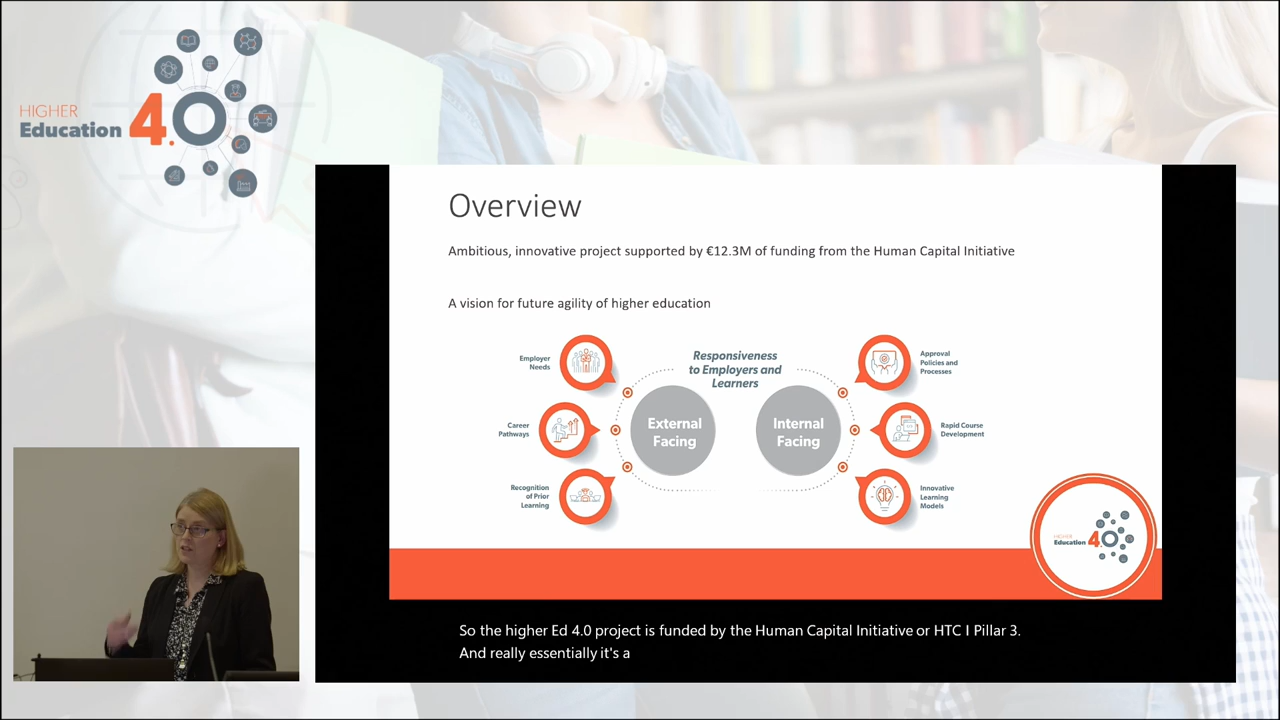 HIGHER
Education 4.0
Overview
Ambitious, innovative project supported by €12.3M of funding from the Human Capital Initiative
A vision for future agility of higher education
Responsiveness
to Employers and
Learners
Employer
Needs
Career
Pathways
Recognition
of Prior
Learning
External
Facing
Internal
Facing
Approval
Policies and
Processes
Rapid Course
Development
Innovative
Learning
Models
HIGHER
Education 4.0
So the higher Ed 4.0 project is funded by the Human Capital Initiative or HTC I Pillar 3.
And really essentially it's a